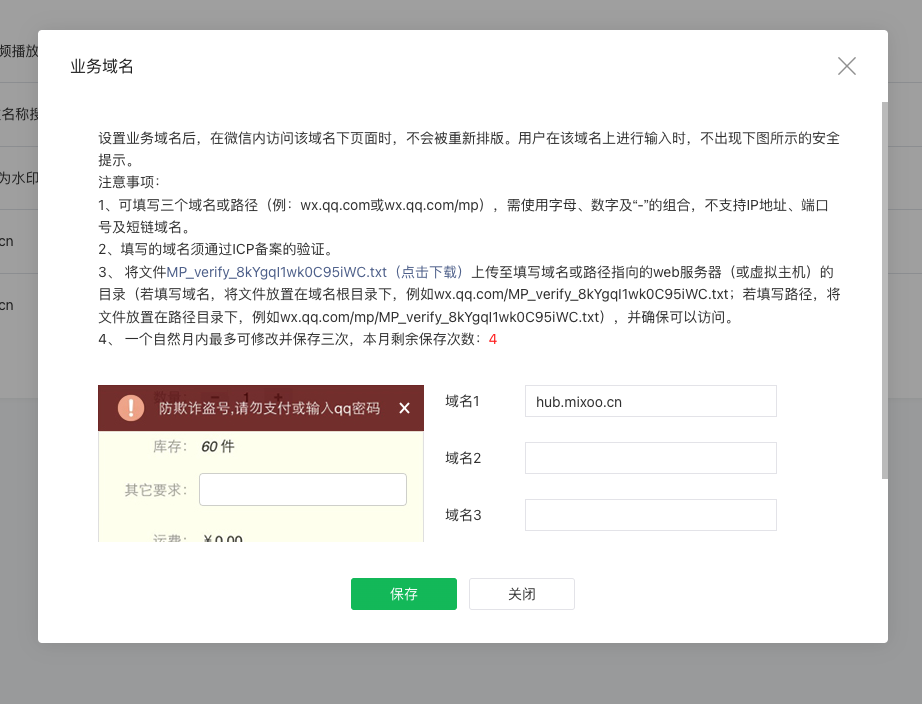 业务域名
频播放
名称搜
为水印
cn
cn
设置业务域名后，在微信内访问该域名下页面时，不会被重新排版。用户在该域名上进行输入时，不出现下图所示的安全
提示。
注意事项：
1、可填写三个域名或路径（例：wx.qq.com或wx.qq.com/mp），需使用字母、数字及“-”的组合，不支持IP地址、端口
号及短链域名。
2、填写的域名须通过ICP备案的验证。
3、 将文件MP_verify_8kYgqI1wk0C95iWC.txt（点击下载）上传至填写域名或路径指向的web服务器（或虚拟主机）的
目录（若填写域名，将文件放置在域名根目录下，例如wx.qq.com/MP_verify_8kYgqI1wk0C95iWC.txt；若填写路径，将
文件放置在路径目录下，例如wx.qq.com/mp/MP_verify_8kYgqI1wk0C95iWC.txt），并确保可以访问。
4、 一个自然月内最多可修改并保存三次，本月剩余保存次数：4
数量： － 1 ＋
防欺诈盗号,请勿支付或输入qq密码
库存： 60 件
其它要求：
运费： ￥0.00
域名1 hub.mixoo.cn
域名2
域名3
保存 关闭